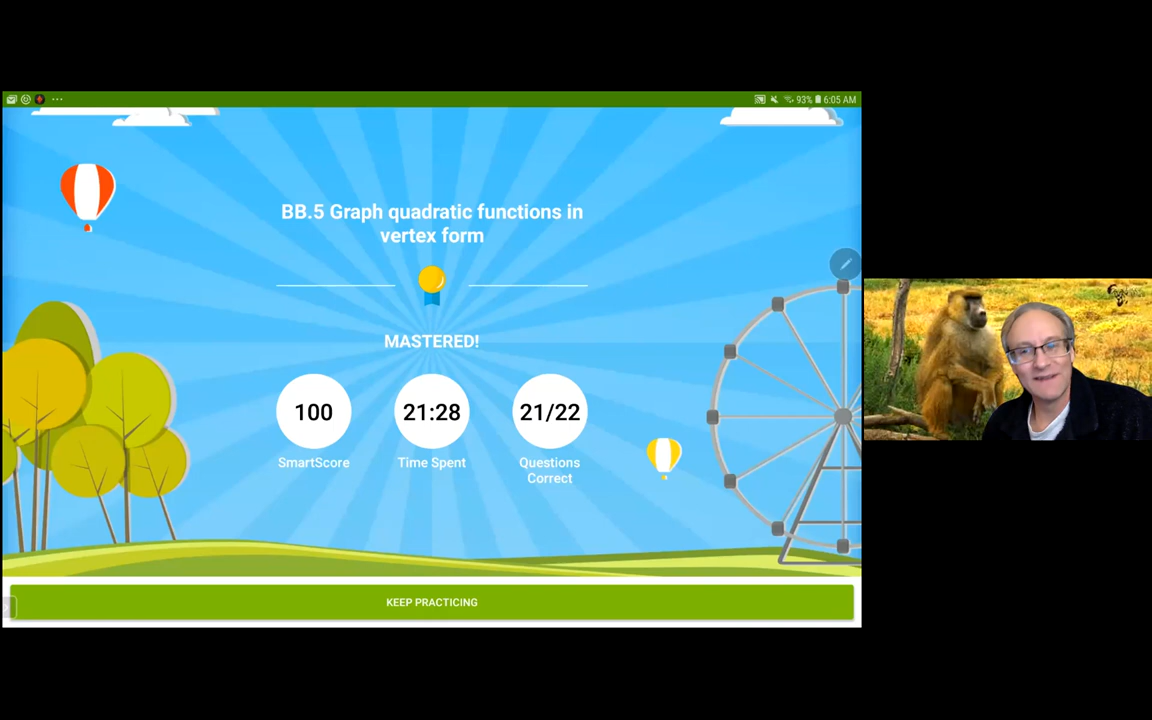 93% 6:05 AM
BB.5 Graph quadratic functions in
vertex form
MASTERED!
100 21:28 21/22
SmartScore Time Spent Questions
Correct
KEEP PRACTICING